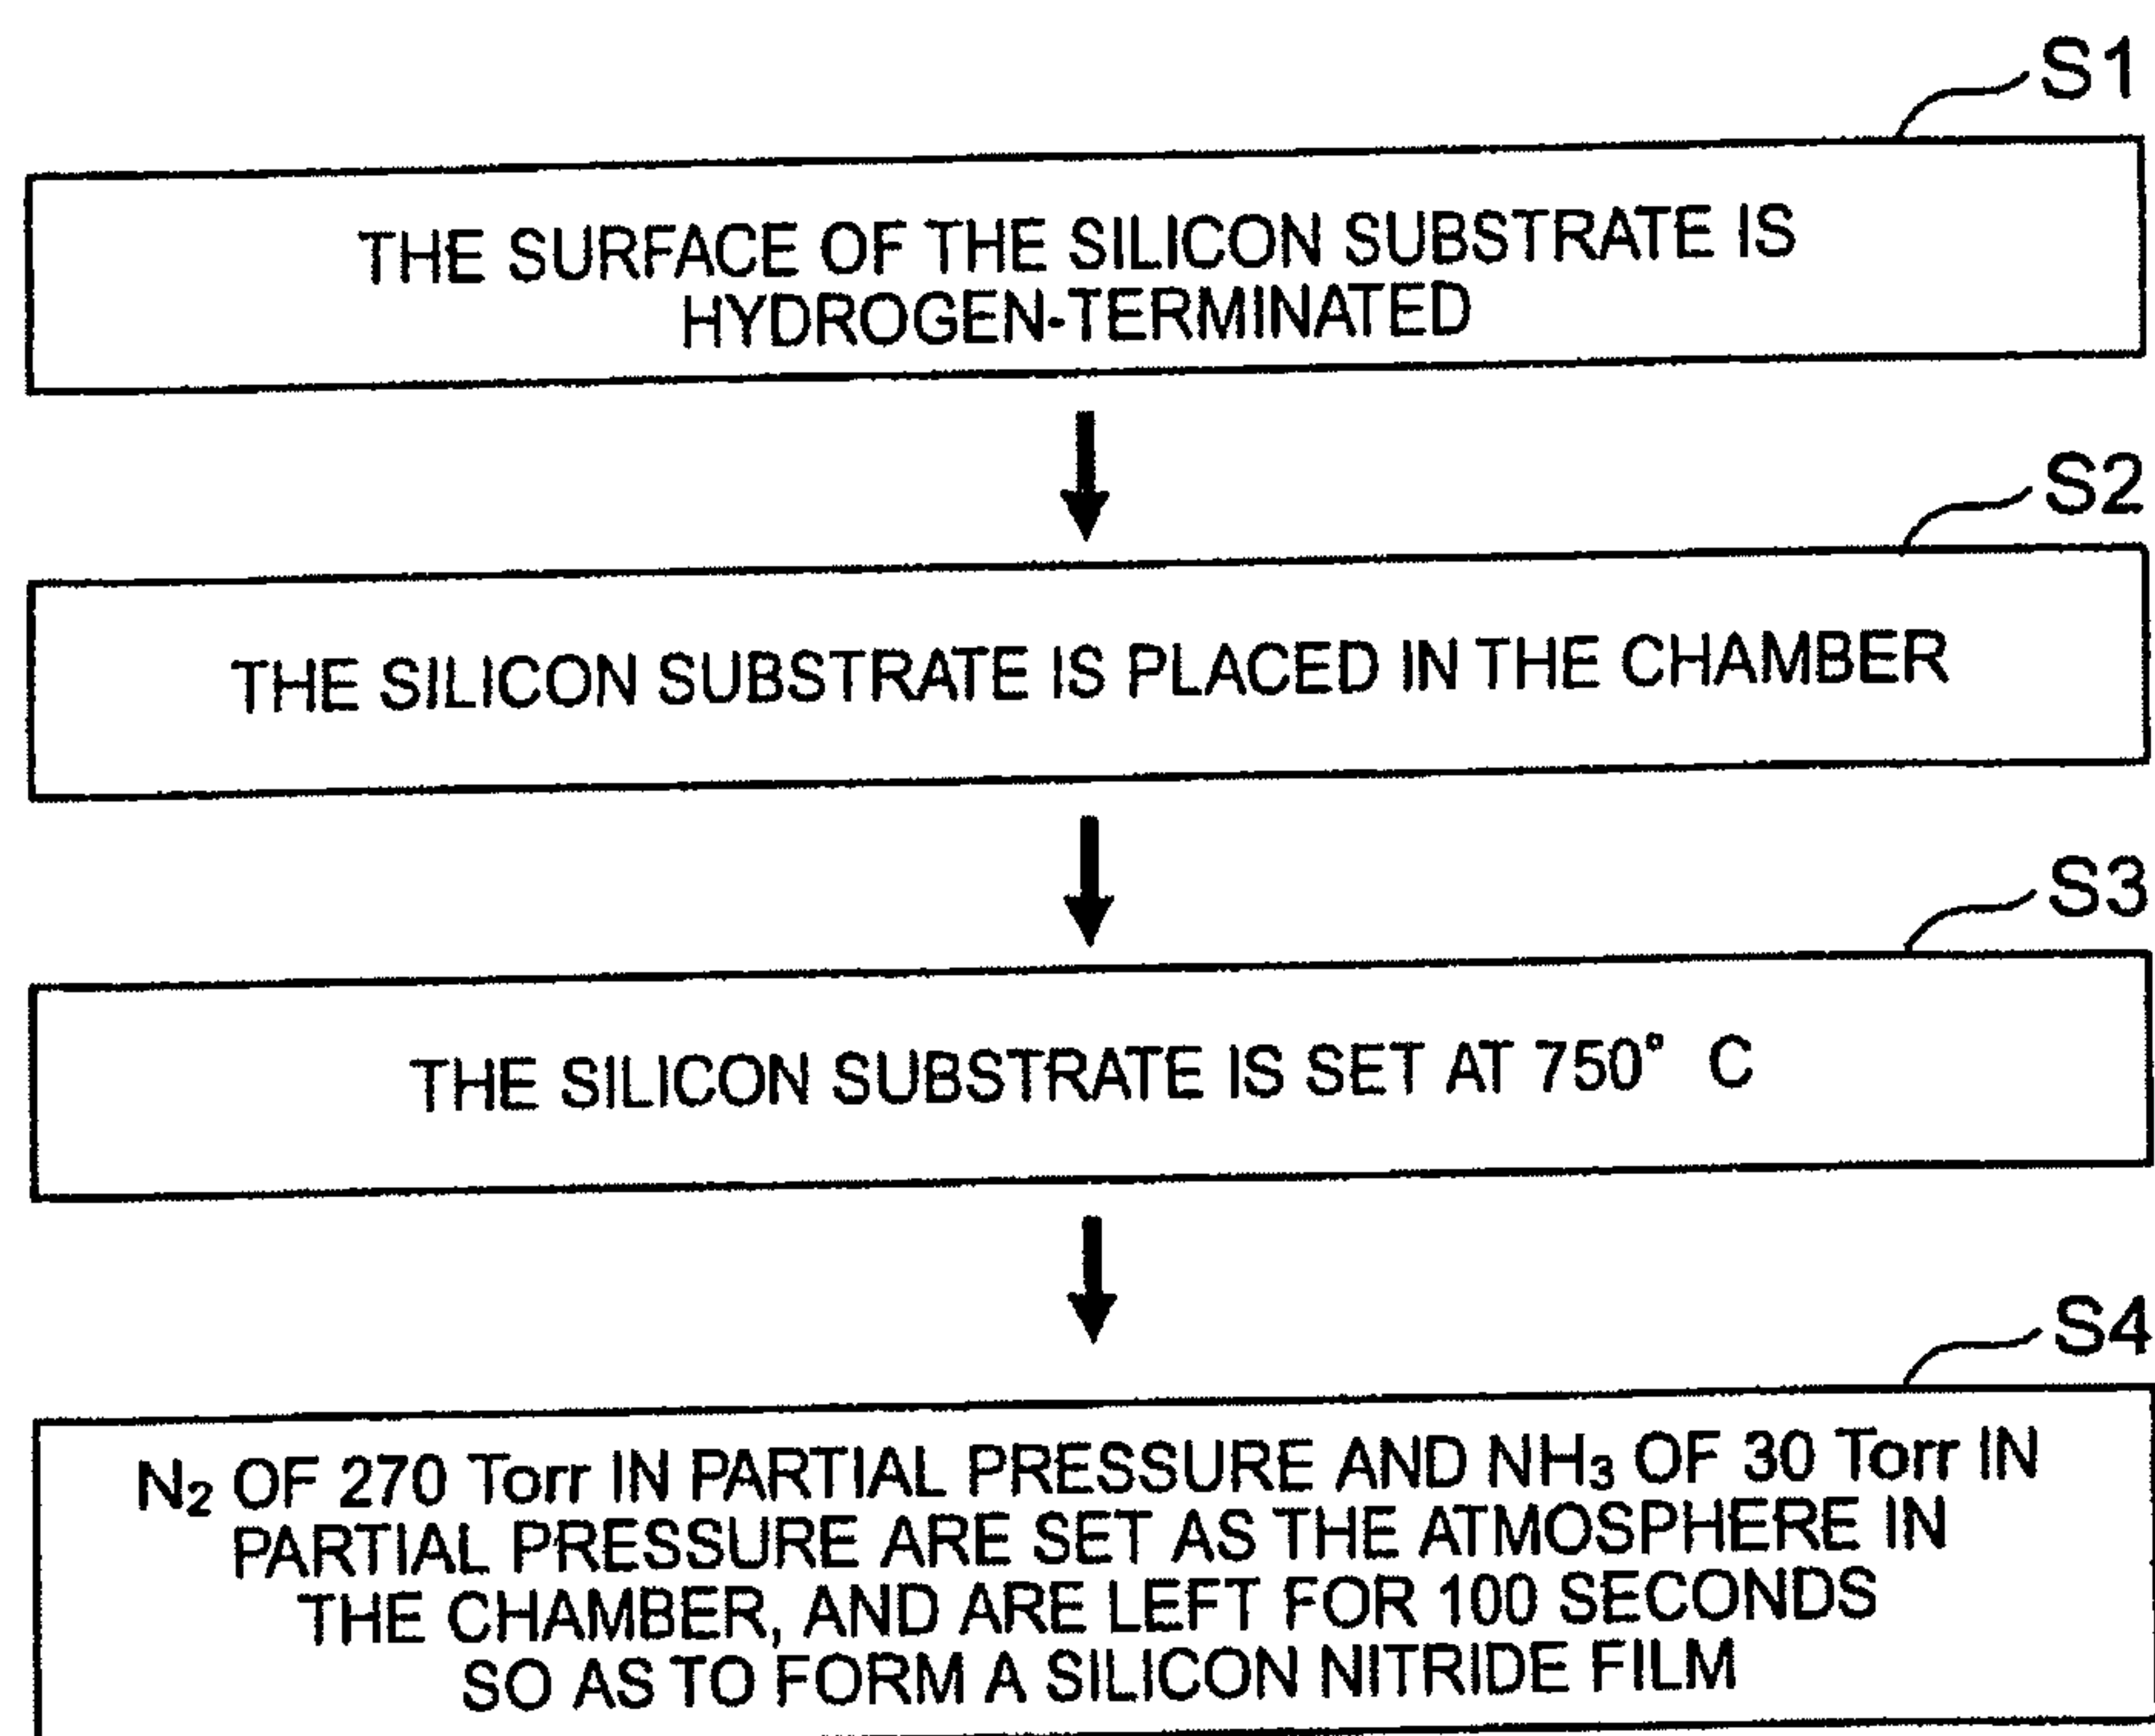 S1
THE SURFACE OF THE SILICON SUBSTRATE IS
HYDROGEN-TERMINATED
S2
THE SILICON SUBSTRATE IS PLACED IN THE CHAMBER
S3
THE SILICON SUBSTRATE IS SET AT 750° C
S4
N₂ OF 270 Torr IN PARTIAL PRESSURE AND NH₃ OF 30 Torr IN
PARTIAL PRESSURE ARE SET AS THE ATMOSPHERE IN
THE CHAMBER, AND ARE LEFT FOR 100 SECONDS
SO AS TO FORM A SILICON NITRIDE FILM